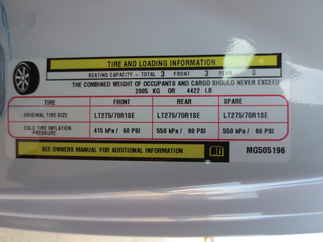 TIRE AND LOADING INFORMATION
SEATING CAPACITY - TOTAL 3 FRONT 3 REAR 0
THE COMBINED WEIGHT OF OCCUPANTS AND CARGO SHOULD NEVER EXCEED
2005 KG OR 4422 LB
TIRE FRONT REAR SPARE
ORIGINAL TIRE SIZE LT275/70R18E LT275/70R18E LT275/70R18E
COLD TIRE INFLATION PRESSURE 415 kPa / 60 PSI 550 kPa / 80 PSI 550 kPa / 80 PSI
SEE OWNERS MANUAL FOR ADDITIONAL INFORMATION MG505196